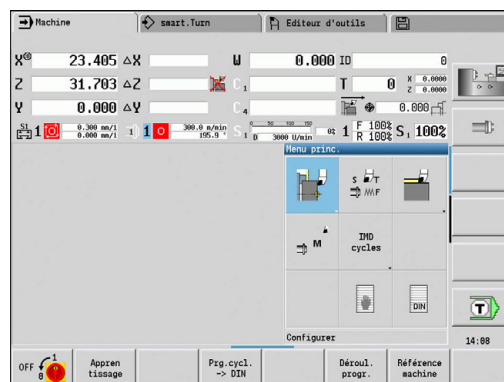 Machine
smart.Turn
Editeur d'outils
X 23.405 ΔX
W 0.000 ID 0
Z 31.703 ΔZ
C1
T 0 X 0.0000
Z 0.0000
Y 0.000 ΔY
C4
0.000
S1 1 0.300 mm/1
0.000 mm/1
1) 1 300.0 m/min
195.9
S1 0 50 100 150
D 3000 U/min 0%
1 F 100%
R 100%
S1 100%
Menu princ.
S T
M F
M
IMD
cycles
DIN
Configurer
T
14:08
OFF 1
0
Appren
tissage
Prg.cycl.
-> DIN
Déroul.
progr.
Référence
machine